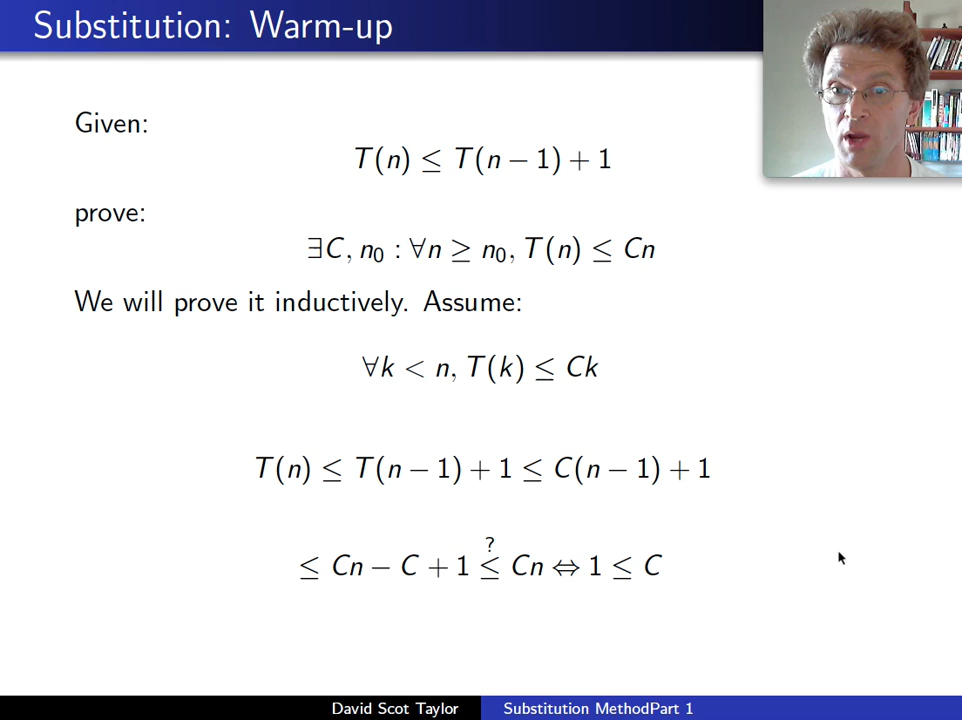 Substitution: Warm-up
Given:
T(n) ≤ T(n − 1) + 1
prove:
∃C, n₀ : ∀n ≥ n₀, T(n) ≤ Cn
We will prove it inductively. Assume:
∀k < n, T(k) ≤ Ck
T(n) ≤ T(n − 1) + 1 ≤ C(n − 1) + 1
?
≤ Cn − C + 1 ≤ Cn ⇔ 1 ≤ C
David Scot Taylor
Substitution MethodPart 1